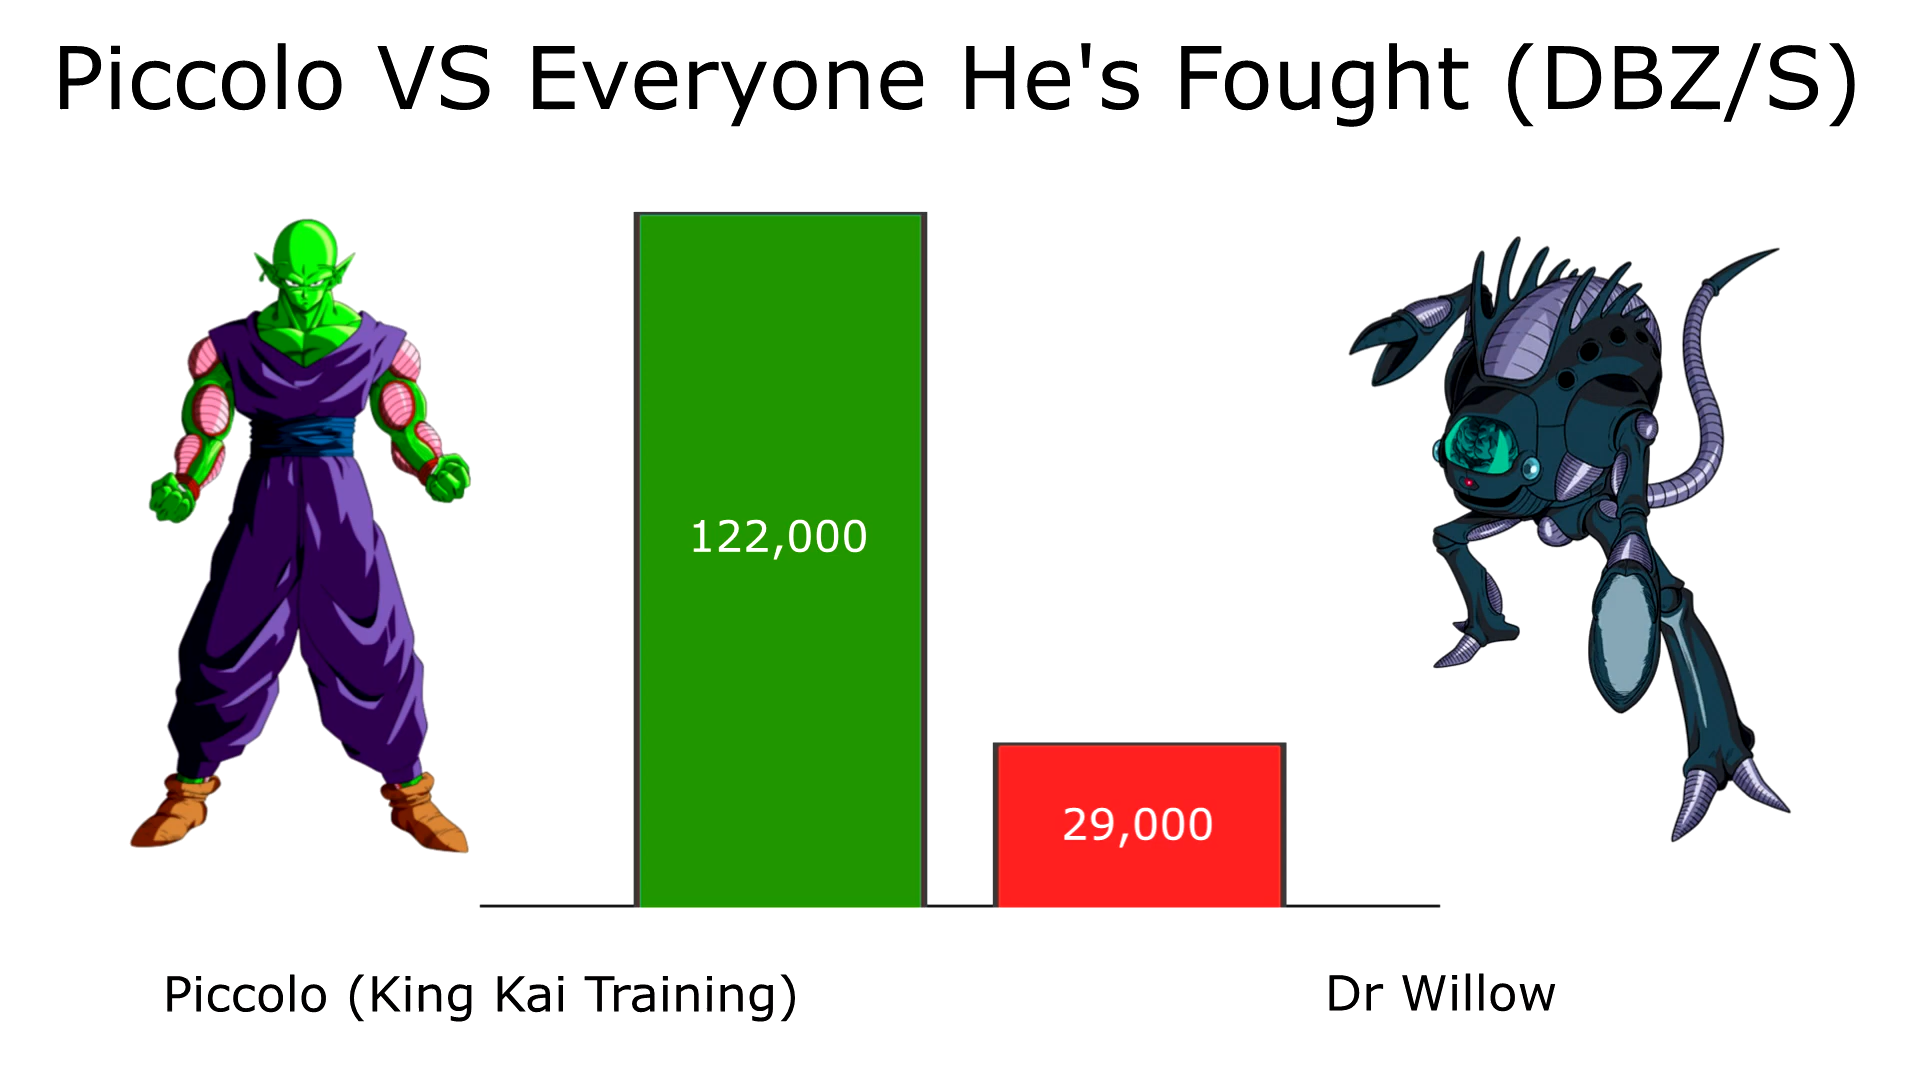 Piccolo VS Everyone He's Fought (DBZ/S)
122,000
29,000
Piccolo (King Kai Training)
Dr Willow